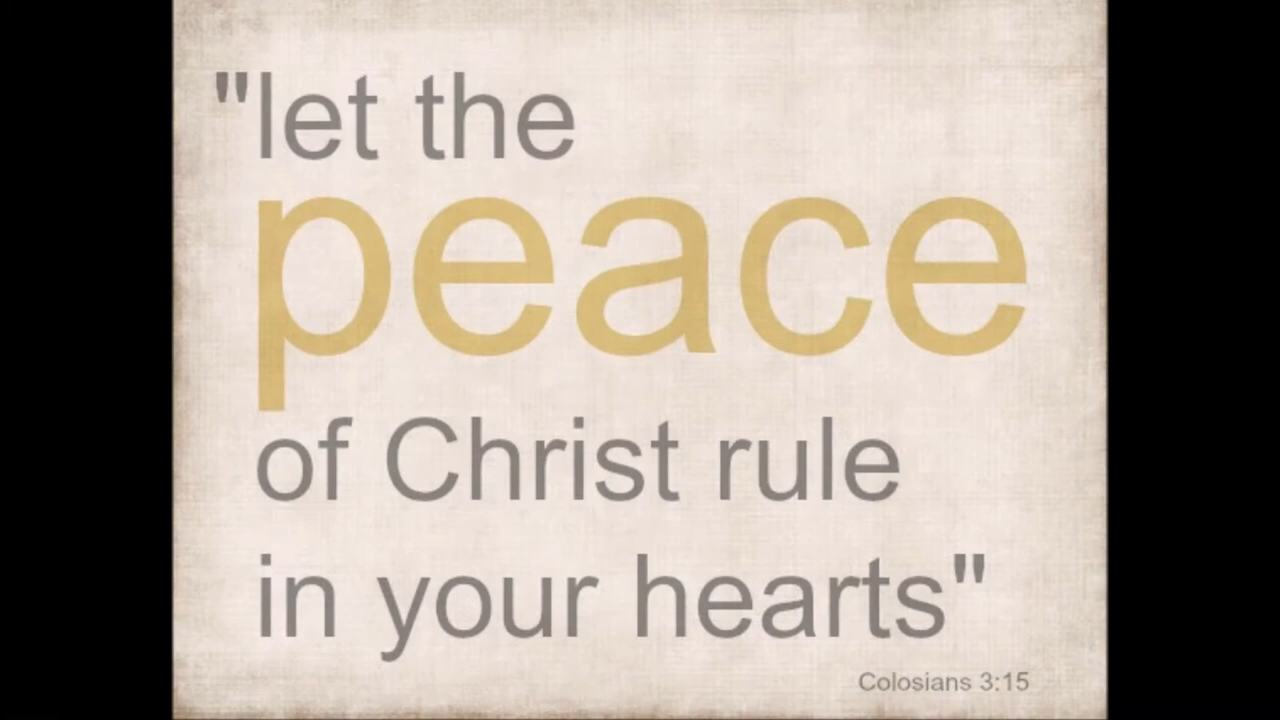 "let the
peace
of Christ rule
in your hearts"
Colosians 3:15